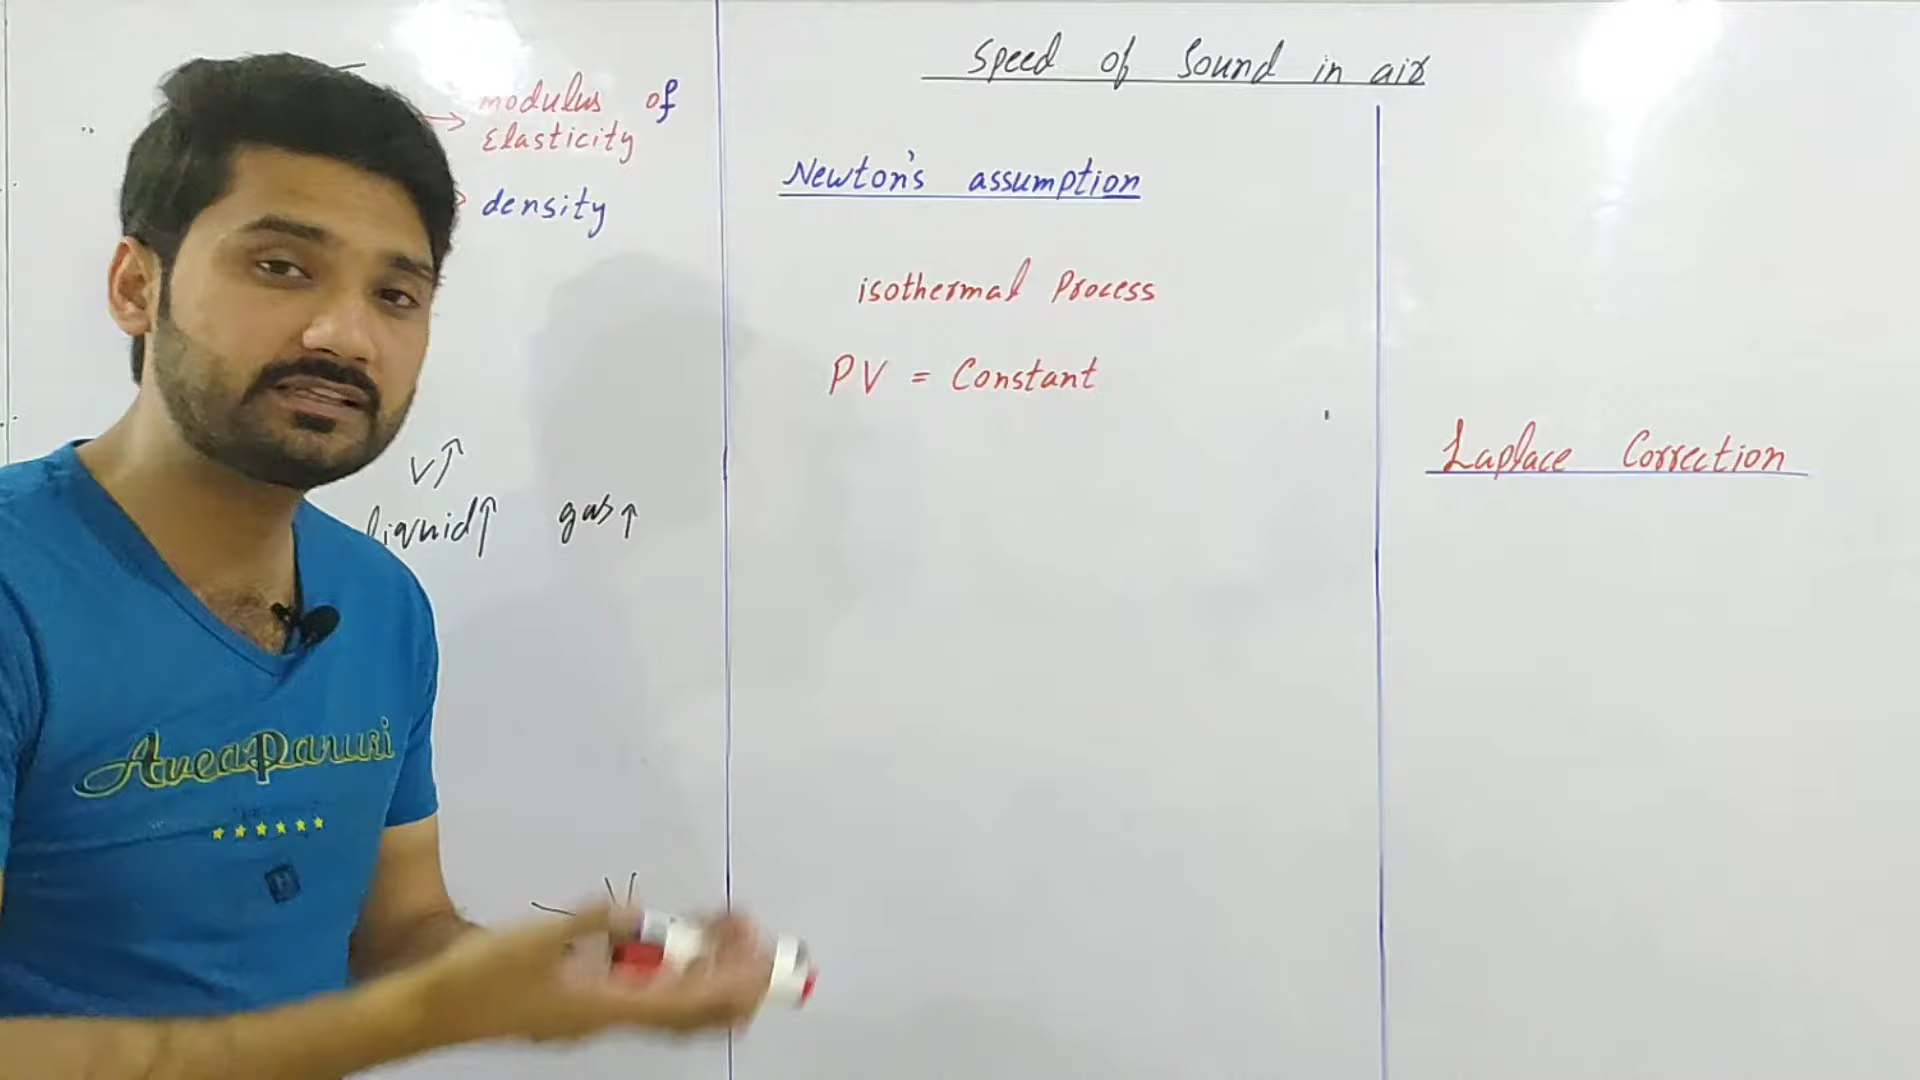 modulus of
Elasticity
density
V↑
liquid↑ gas↑
V
Speed of Sound in air
Newton's assumption
isothermal Process
PV = Constant
Laplace Correction